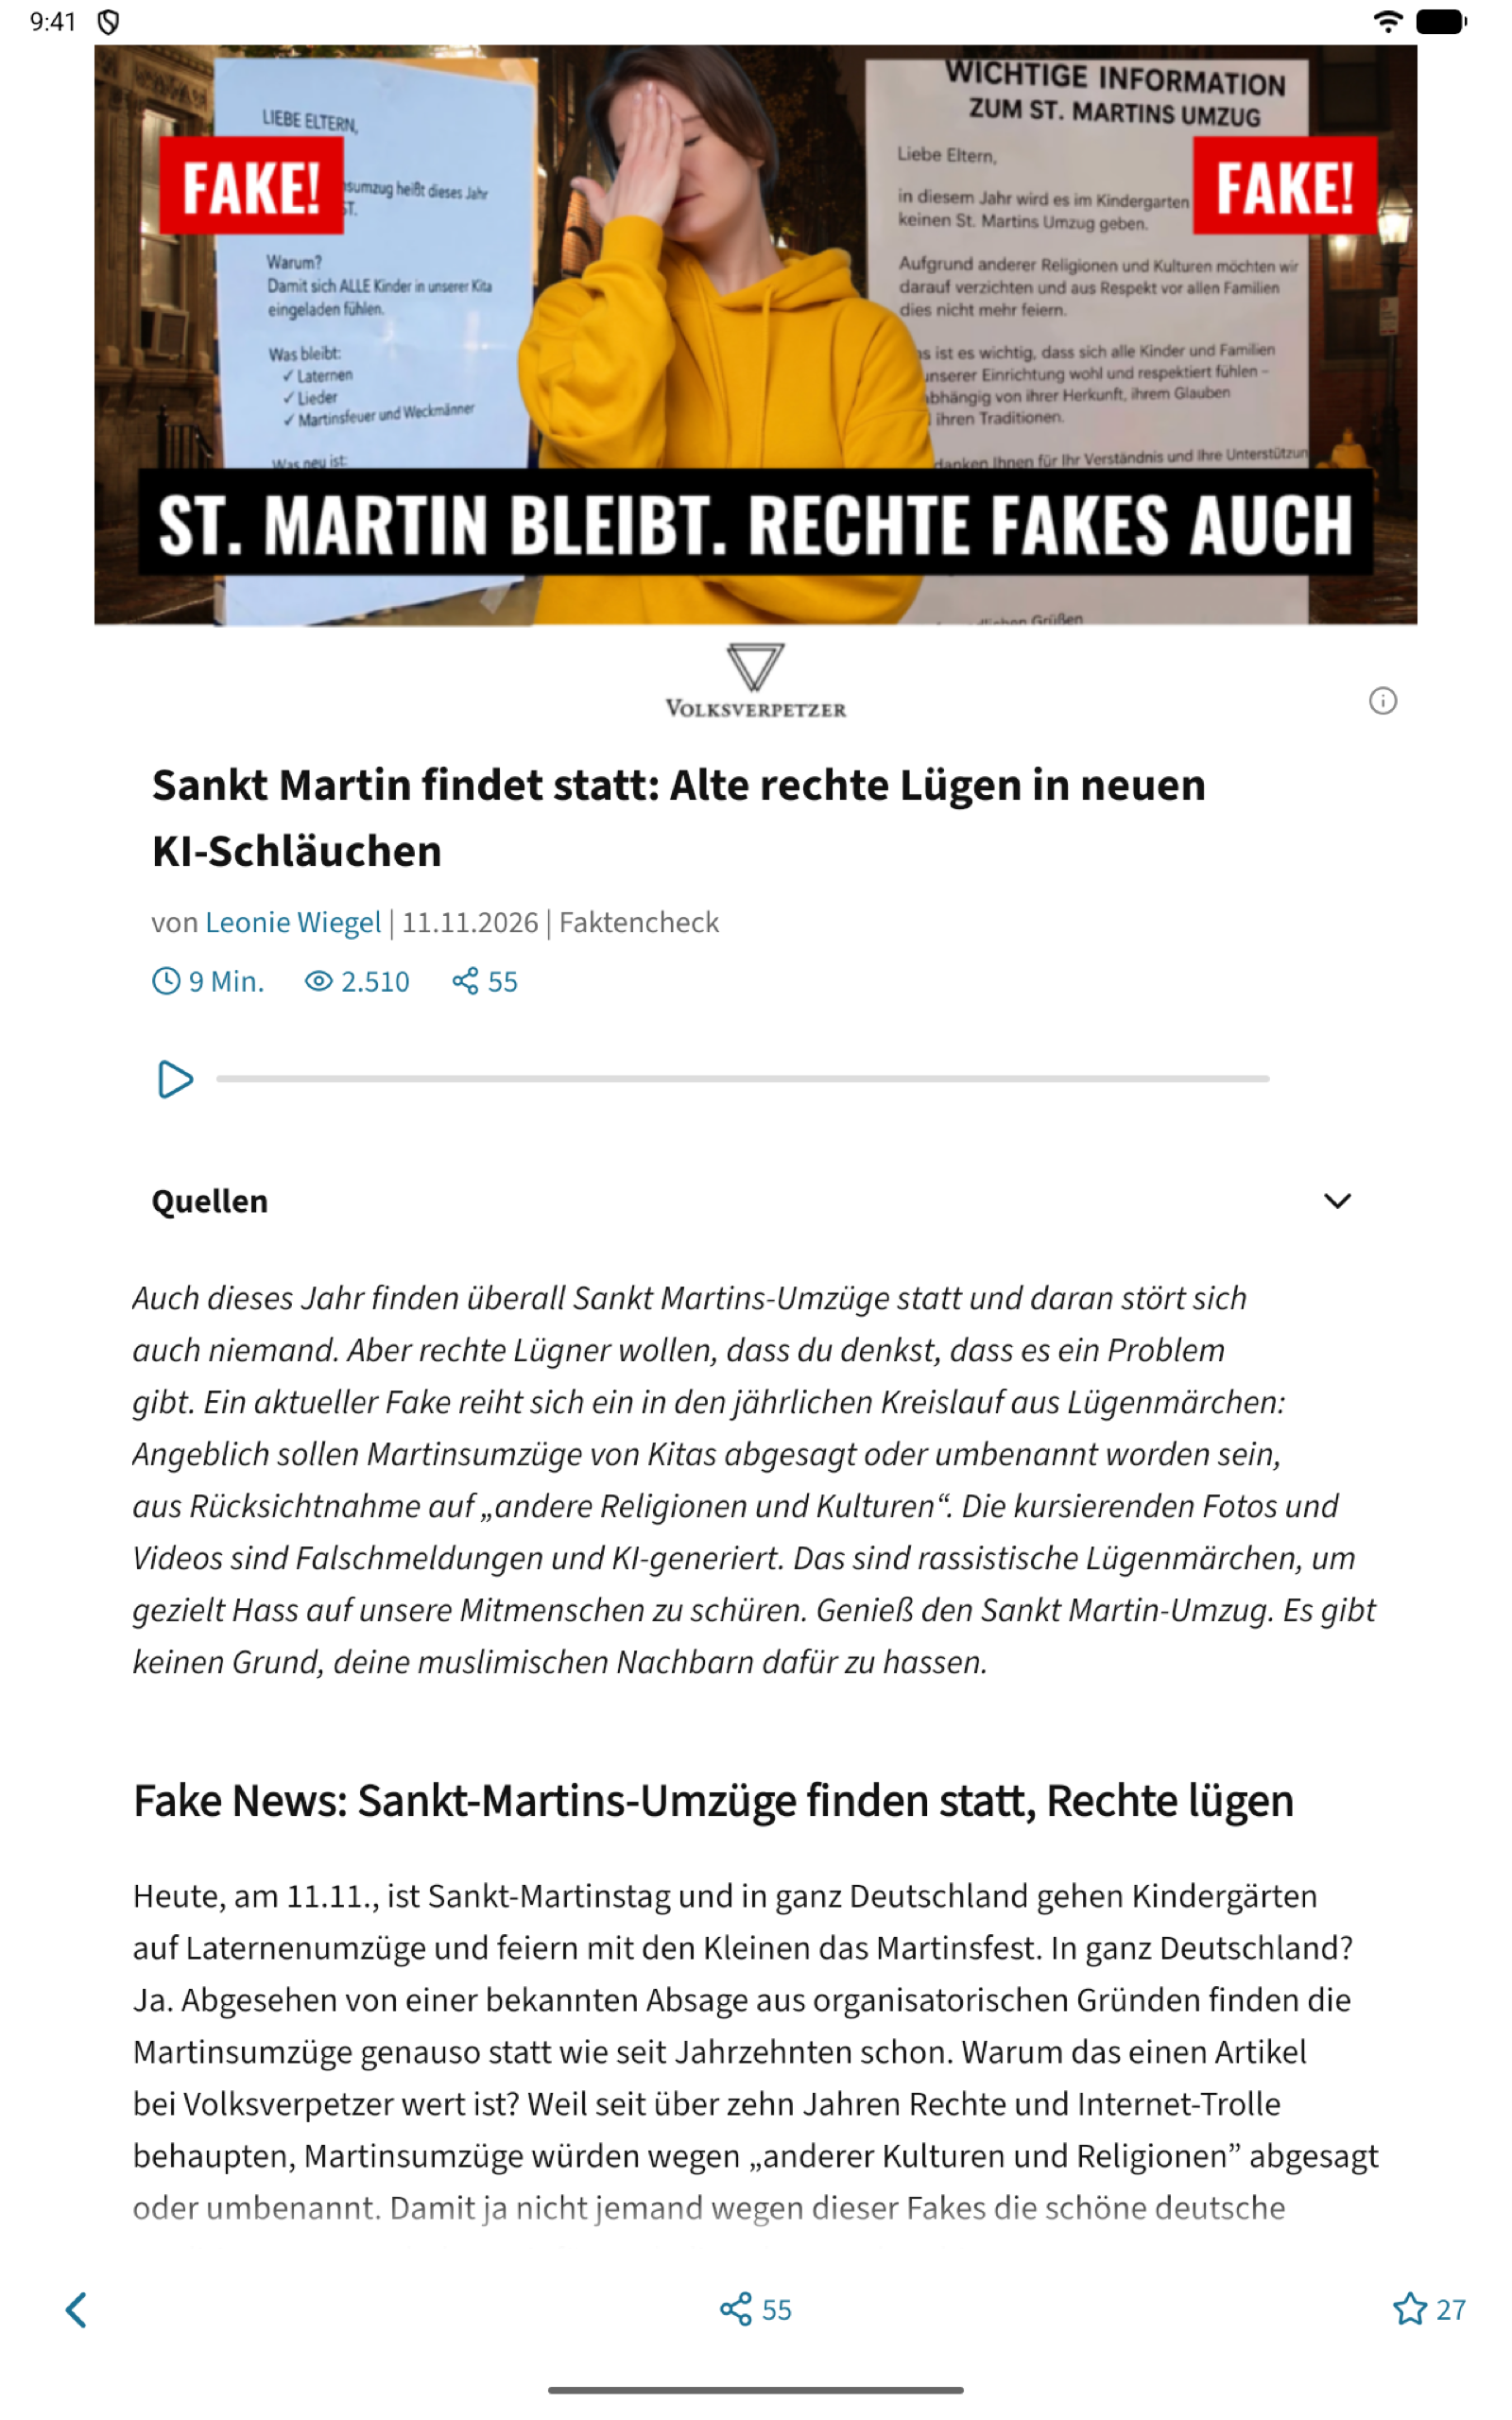 9:41
LIEBE ELTERN,
FAKE!
sumzug heißt dieses Jahr
ST.
Warum?
Damit sich ALLE Kinder in unserer Kita
eingeladen fühlen.
Was bleibt:
✓ Laternen
✓ Lieder
✓ Martinsfeuer und Weckmänner
Was neu ist:
WICHTIGE INFORMATION
ZUM ST. MARTINS UMZUG
Liebe Eltern,
FAKE!
in diesem Jahr wird es im Kindergarten
keinen St. Martins Umzug geben.
Aufgrund anderer Religionen und Kulturen möchten wir
darauf verzichten und aus Respekt vor allen Familien
dies nicht mehr feiern.
s ist es wichtig, dass sich alle Kinder und Familien
unserer Einrichtung wohl und respektiert fühlen –
bhängig von ihrer Herkunft, ihrem Glauben
ihren Traditionen.
danken Ihnen für Ihr Verständnis und Ihre Unterstützun
ST. MARTIN BLEIBT. RECHTE FAKES AUCH
dlichen Grüßen
VOLKSVERPETZER
Sankt Martin findet statt: Alte rechte Lügen in neuen
KI-Schläuchen
von Leonie Wiegel | 11.11.2026 | Faktencheck
9 Min. 2.510 55
Quellen
Auch dieses Jahr finden überall Sankt Martins-Umzüge statt und daran stört sich
auch niemand. Aber rechte Lügner wollen, dass du denkst, dass es ein Problem
gibt. Ein aktueller Fake reiht sich ein in den jährlichen Kreislauf aus Lügenmärchen:
Angeblich sollen Martinsumzüge von Kitas abgesagt oder umbenannt worden sein,
aus Rücksichtnahme auf „andere Religionen und Kulturen“. Die kursierenden Fotos und
Videos sind Falschmeldungen und KI-generiert. Das sind rassistische Lügenmärchen, um
gezielt Hass auf unsere Mitmenschen zu schüren. Genieß den Sankt Martin-Umzug. Es gibt
keinen Grund, deine muslimischen Nachbarn dafür zu hassen.
Fake News: Sankt-Martins-Umzüge finden statt, Rechte lügen
Heute, am 11.11., ist Sankt-Martinstag und in ganz Deutschland gehen Kindergärten
auf Laternenumzüge und feiern mit den Kleinen das Martinsfest. In ganz Deutschland?
Ja. Abgesehen von einer bekannten Absage aus organisatorischen Gründen finden die
Martinsumzüge genauso statt wie seit Jahrzehnten schon. Warum das einen Artikel
bei Volksverpetzer wert ist? Weil seit über zehn Jahren Rechte und Internet-Trolle
behaupten, Martinsumzüge würden wegen „anderer Kulturen und Religionen” abgesagt
oder umbenannt. Damit ja nicht jemand wegen dieser Fakes die schöne deutsche
55
27